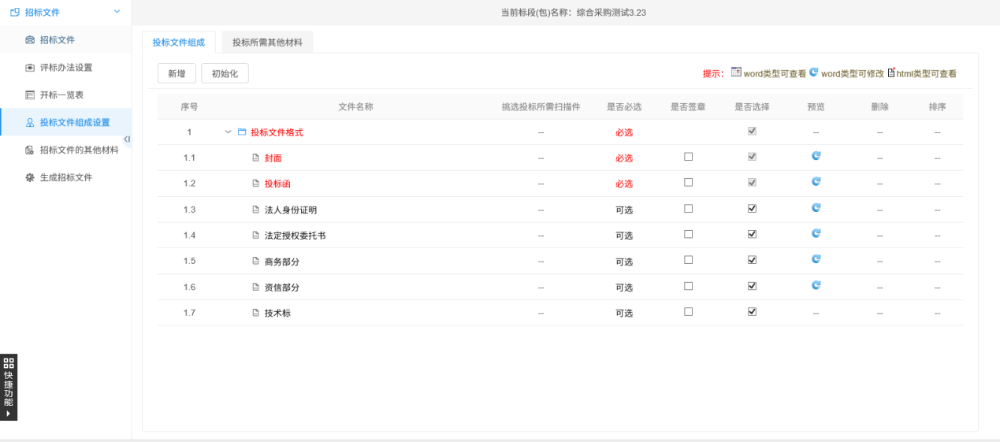 招标文件
当前标段(包)名称：综合采购测试3.23
招标文件
评标办法设置
开标一览表
投标文件组成设置
招标文件的其他材料
生成招标文件
快捷功能
投标文件组成 投标所需其他材料
新增 初始化 提示： word类型可查看 word类型可修改 html类型可查看
序号 文件名称 挑选投标所需扫描件 是否必选 是否签章 是否选择 预览 删除 排序
1 投标文件格式 -- 必选 -- -- --
1.1 封面 -- 必选 -- --
1.2 投标函 -- 必选 -- --
1.3 法人身份证明 -- 可选 -- --
1.4 法定授权委托书 -- 可选 -- --
1.5 商务部分 -- 可选 -- --
1.6 资信部分 -- 可选 -- --
1.7 技术标 -- 可选 -- -- --